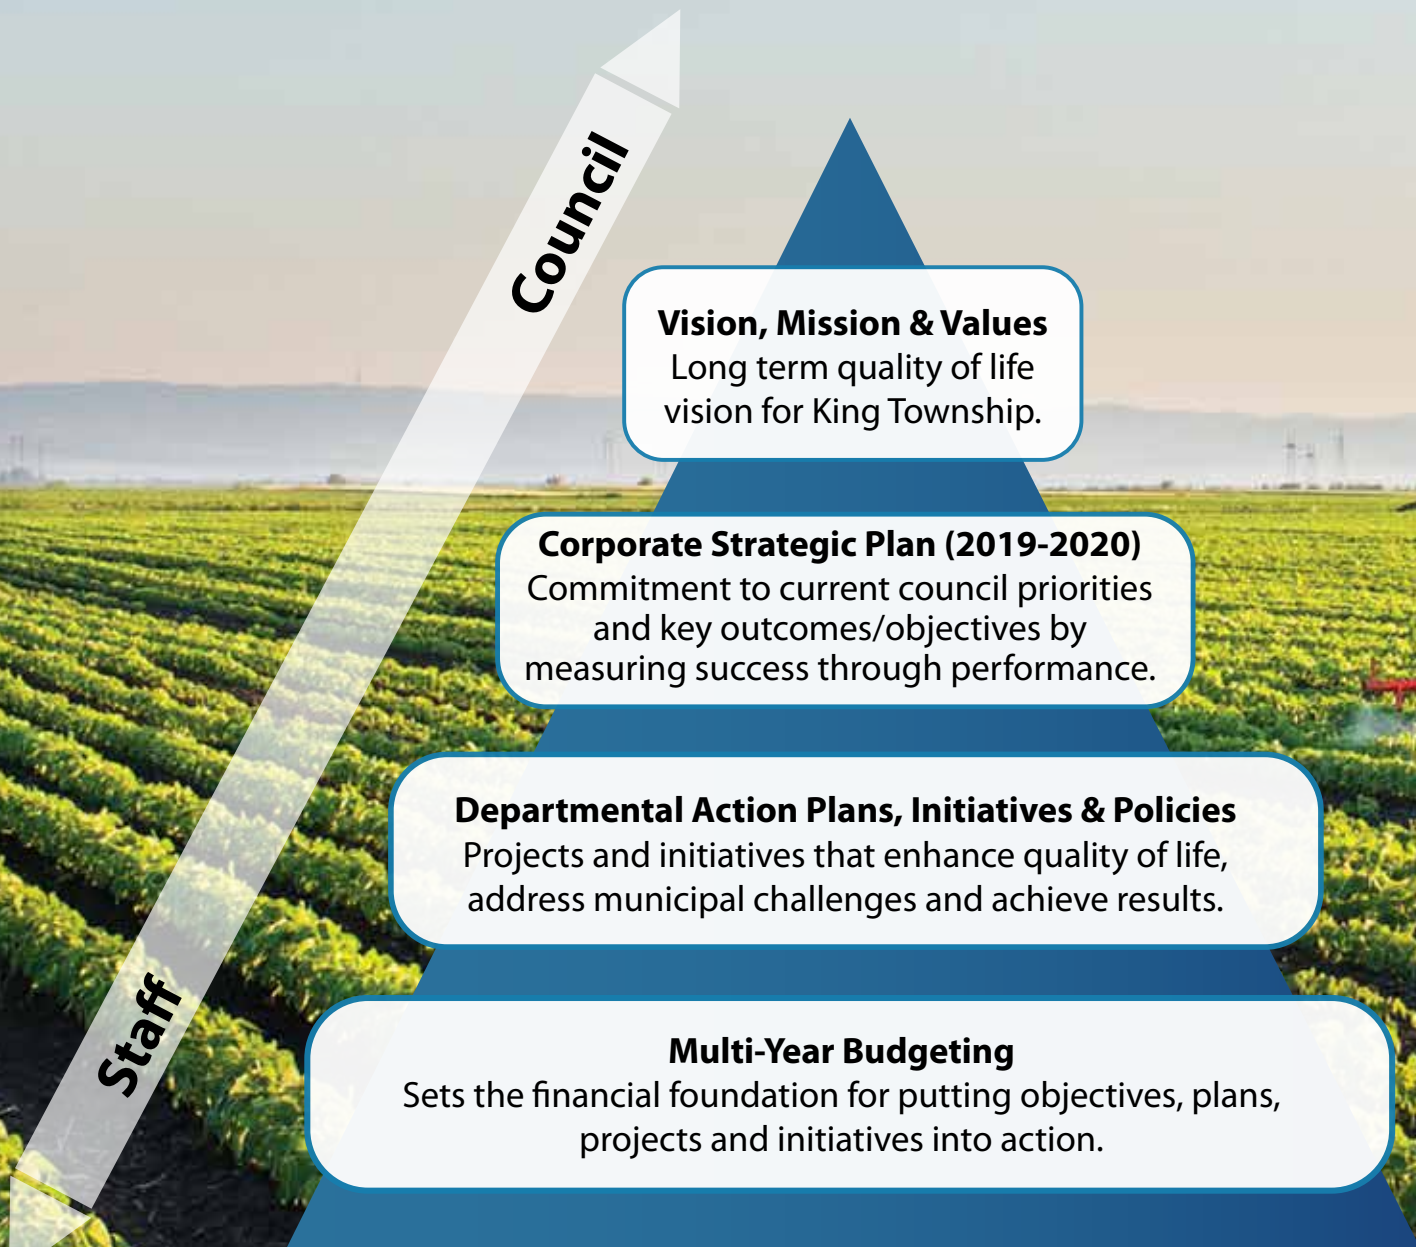 Council
Vision, Mission & Values
Long term quality of life
vision for King Township.
Corporate Strategic Plan (2019-2020)
Commitment to current council priorities
and key outcomes/objectives by
measuring success through performance.
Departmental Action Plans, Initiatives & Policies
Projects and initiatives that enhance quality of life,
address municipal challenges and achieve results.
Staff
Multi-Year Budgeting
Sets the financial foundation for putting objectives, plans,
projects and initiatives into action.